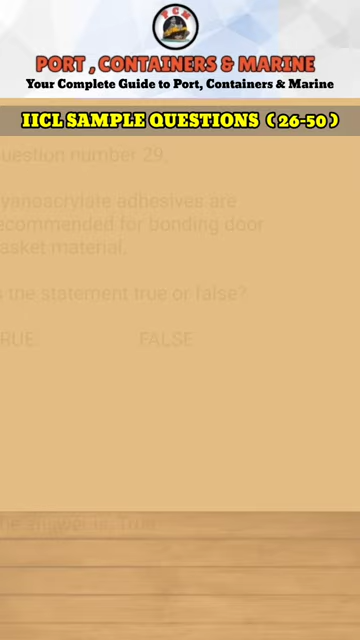 PCM
PORT , CONTAINERS & MARINE
Your Complete Guide to Port, Containers & Marine
IICL SAMPLE QUESTIONS ( 26-50 )
uestion number 29,
yanoacrylate adhesives are
ecommended for bonding door
asket material.
s the statement true or false?
RUE FALSE
he answer is, True